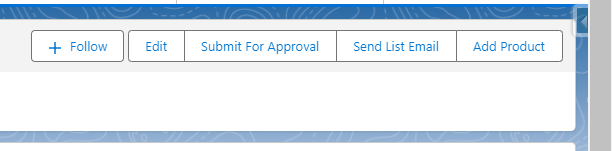 + Follow Edit Submit For Approval Send List Email Add Product